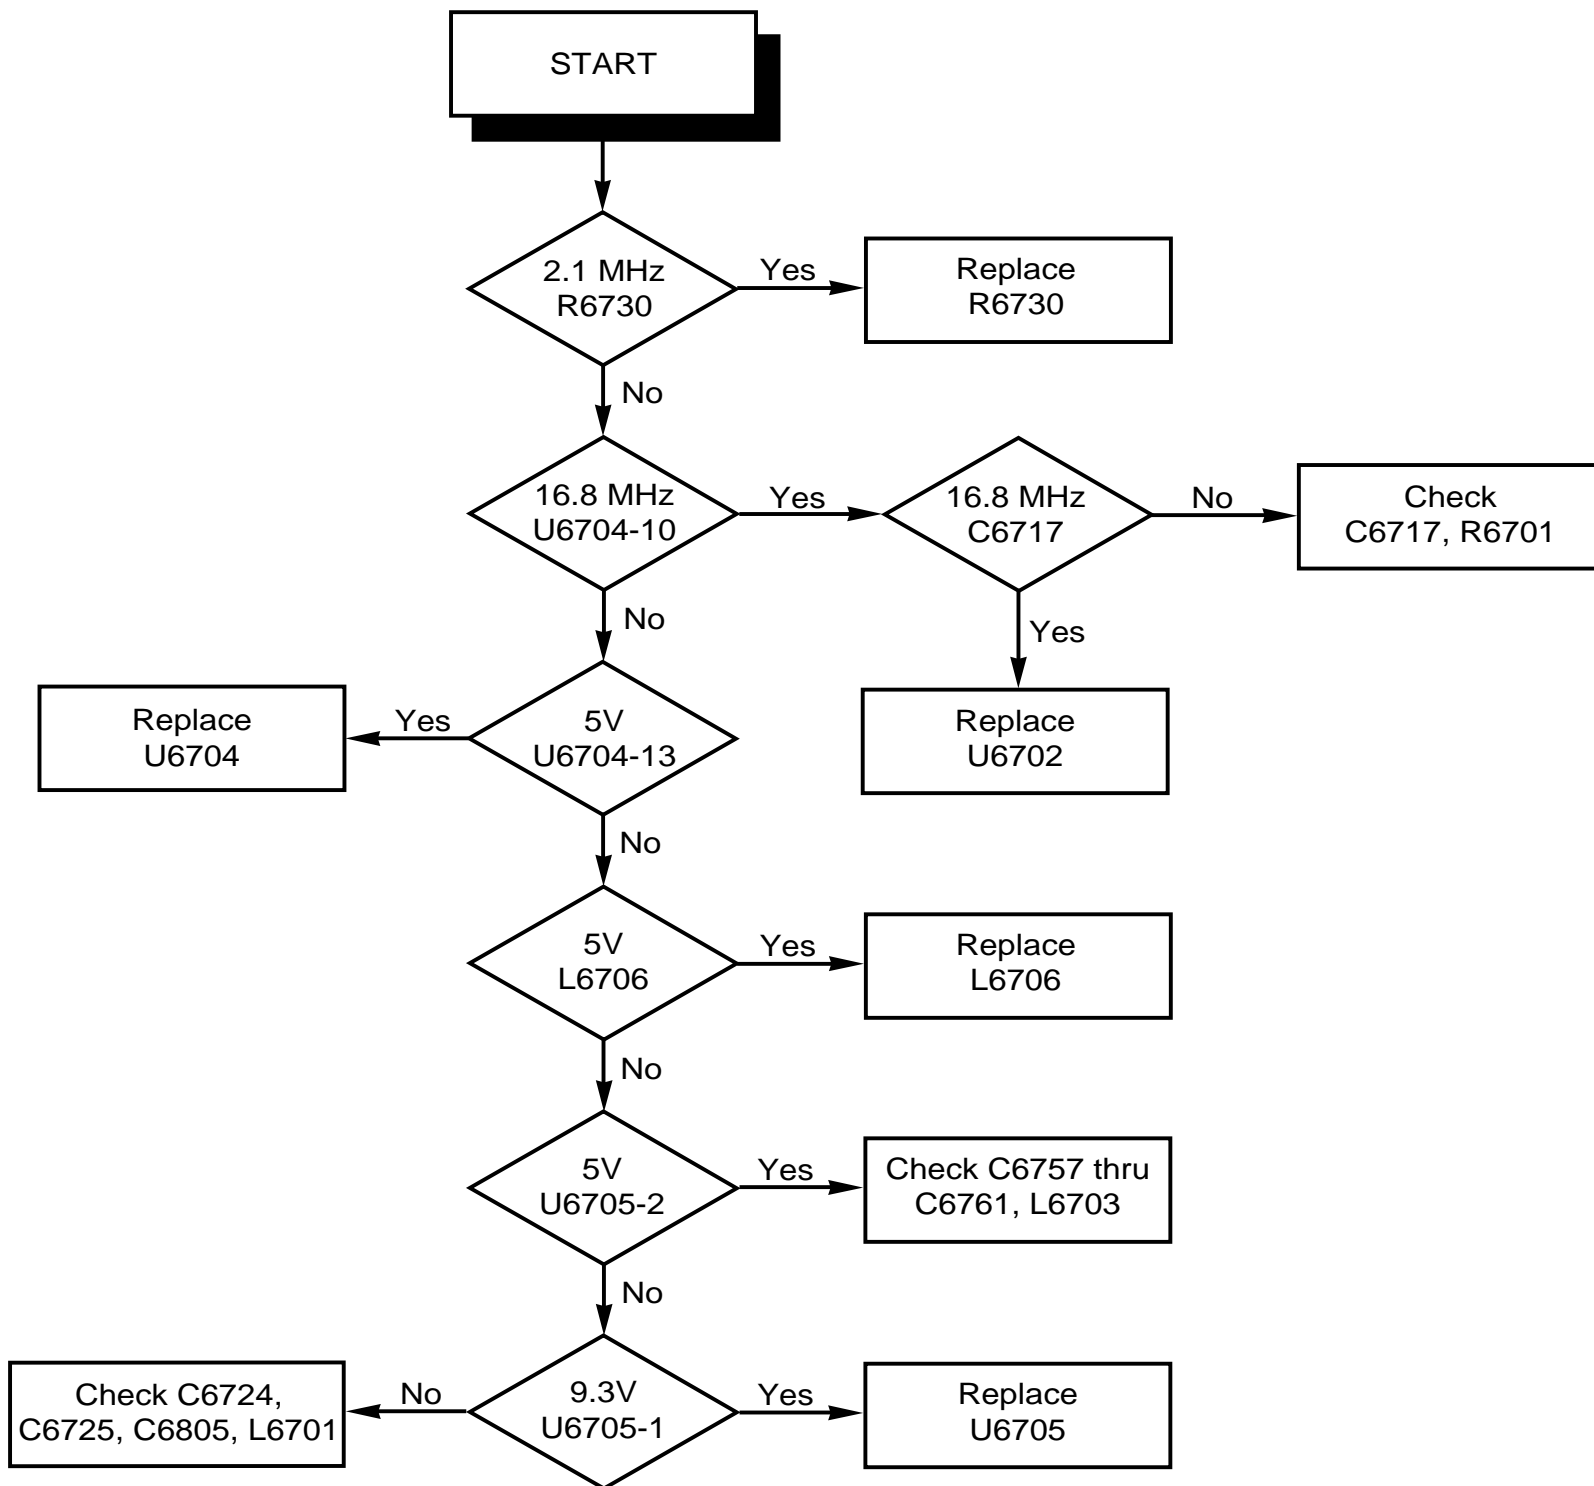 START
2.1 MHz
R6730
Yes
Replace
R6730
No
16.8 MHz
U6704-10
Yes
16.8 MHz
C6717
No
Check
C6717, R6701
No
Yes
Replace
U6704
Yes
5V
U6704-13
Replace
U6702
No
5V
L6706
Yes
Replace
L6706
No
5V
U6705-2
Yes
Check C6757 thru
C6761, L6703
No
Check C6724,
C6725, C6805, L6701
No
9.3V
U6705-1
Yes
Replace
U6705